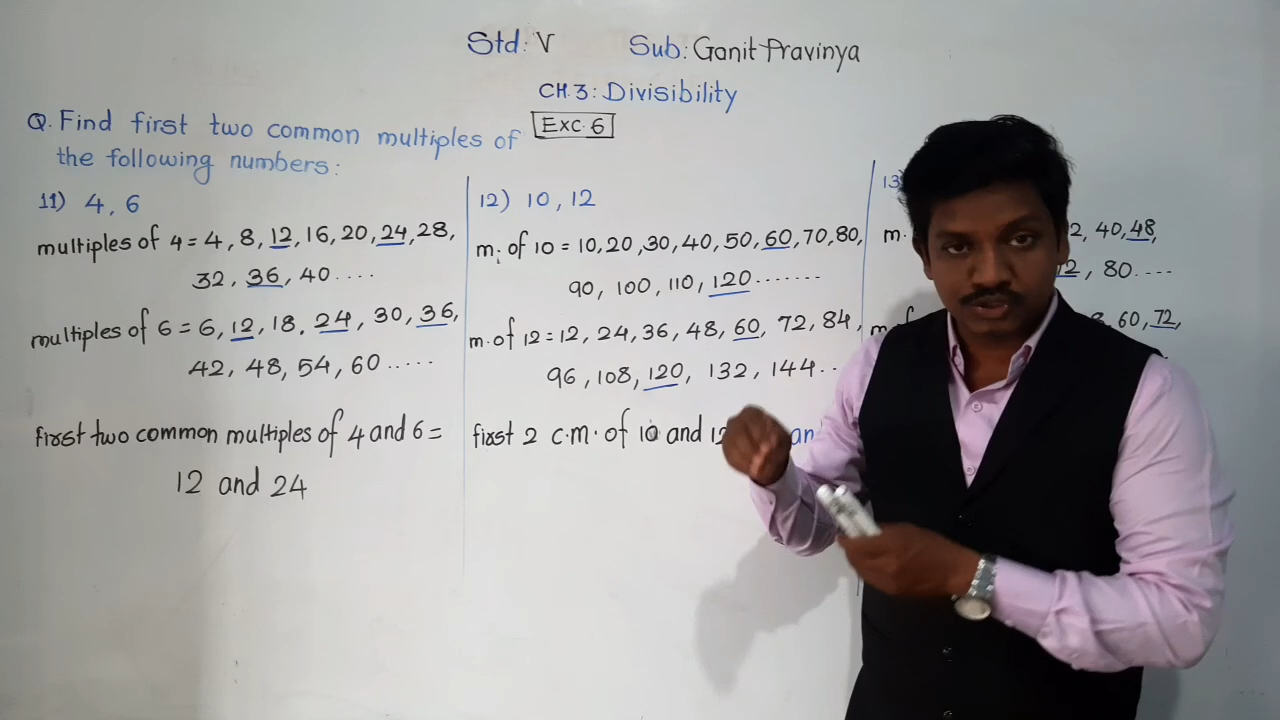 Std: V Sub: Ganit Pravinya
CH.3: Divisibility
Exc. 6
Q. Find first two common multiples of
the following numbers:
11) 4, 6
multiples of 4 = 4, 8, 12, 16, 20, 24, 28,
32, 36, 40....
multiples of 6 = 6, 12, 18, 24, 30, 36,
42, 48, 54, 60.....
first two common multiples of 4 and 6 =
12 and 24
12) 10, 12
m. of 10 = 10, 20, 30, 40, 50, 60, 70, 80,
90, 100, 110, 120.......
m. of 12 = 12, 24, 36, 48, 60, 72, 84,
96, 108, 120, 132, 144..
first 2 c.m. of 10 and 12
13)
m. 40, 48,
80....
60, 72,